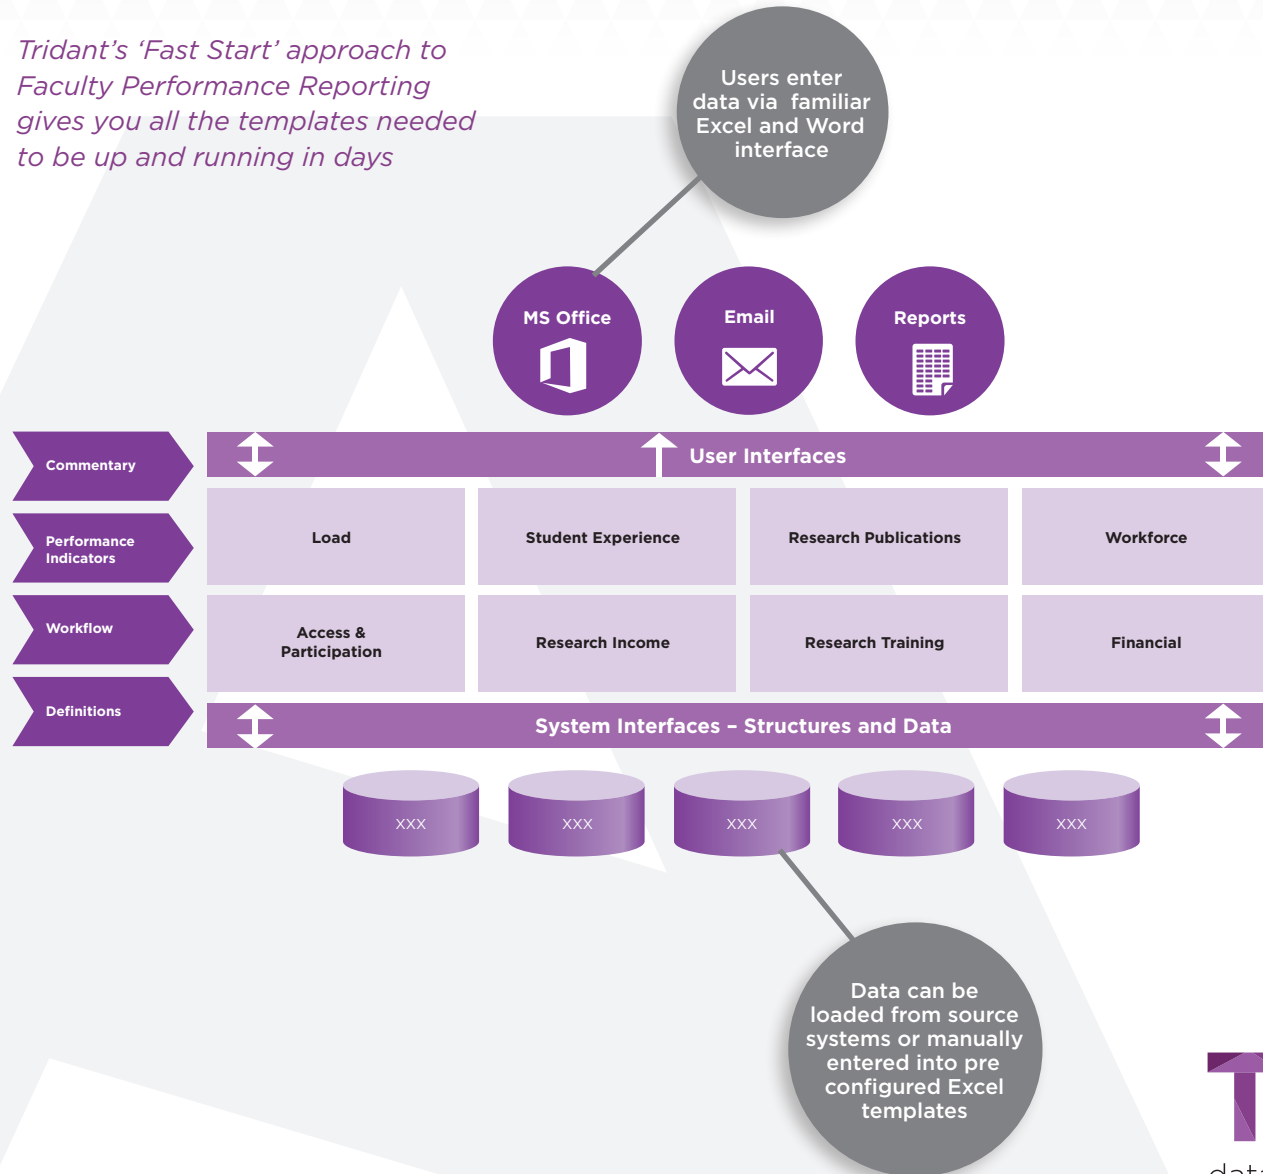 Tridant's 'Fast Start' approach to
Faculty Performance Reporting
gives you all the templates needed
to be up and running in days
Users enter
data via familiar
Excel and Word
interface
MS Office
Email
Reports
Commentary
Performance
Indicators
Workflow
Definitions
User Interfaces
Load
Student Experience
Research Publications
Workforce
Access &
Participation
Research Income
Research Training
Financial
System Interfaces – Structures and Data
XXX
XXX
XXX
XXX
XXX
Data can be
loaded from source
systems or manually
entered into pre
configured Excel
templates
T
data